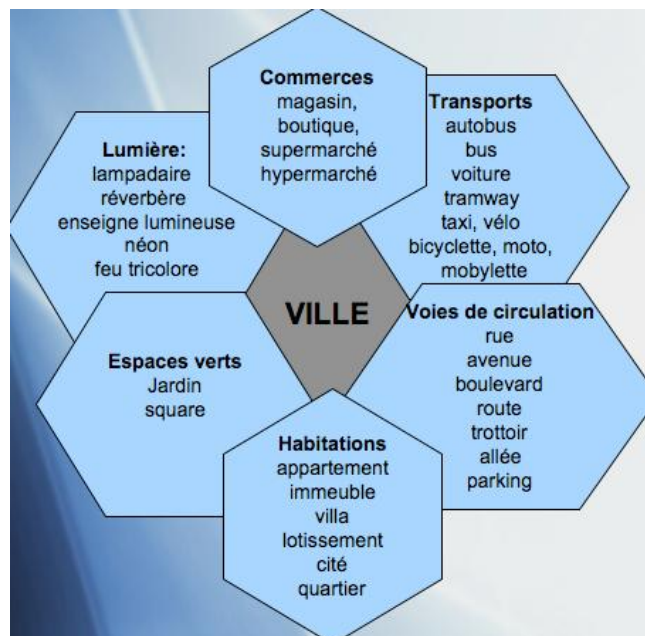 Commerces
magasin,
boutique,
supermarché
hypermarché
Transports
autobus
bus
voiture
tramway
taxi, vélo
bicyclette, moto,
mobylette
Lumière:
lampadaire
réverbère
enseigne lumineuse
néon
feu tricolore
VILLE
Voies de circulation
rue
avenue
boulevard
route
trottoir
allée
parking
Espaces verts
Jardin
square
Habitations
appartement
immeuble
villa
lotissement
cité
quartier